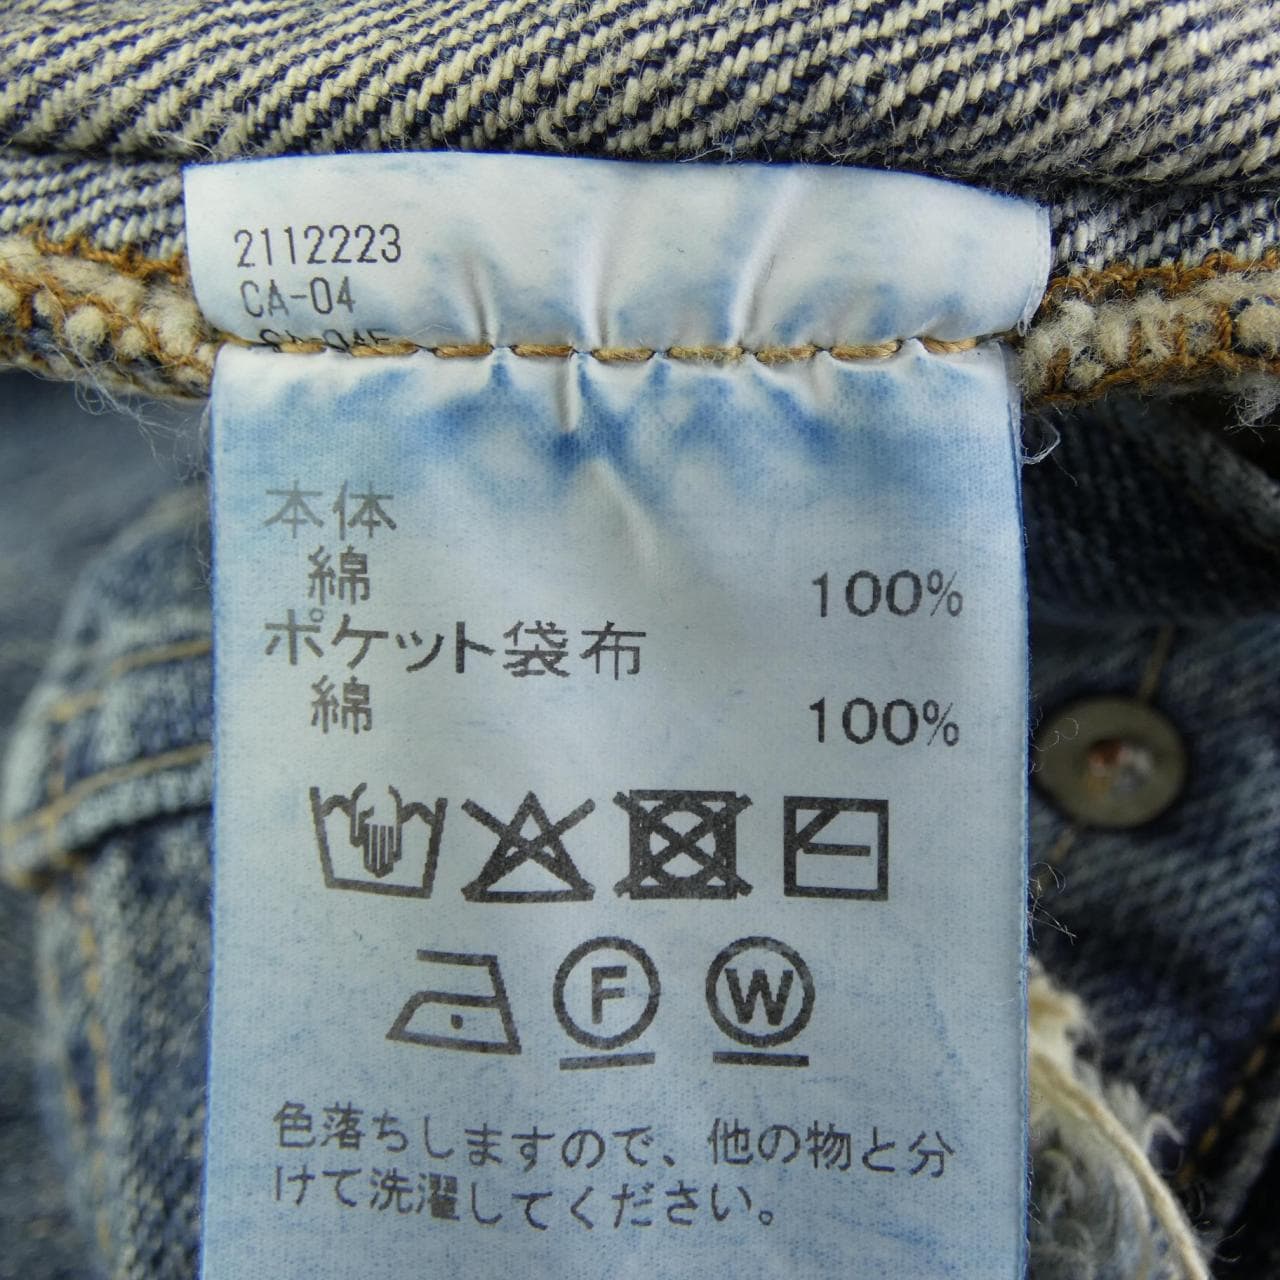 2112223
CA-04
本体
綿 100%
ポケット袋布
綿 100%
F W
色落ちしますので、他の物と分
けて洗濯してください。